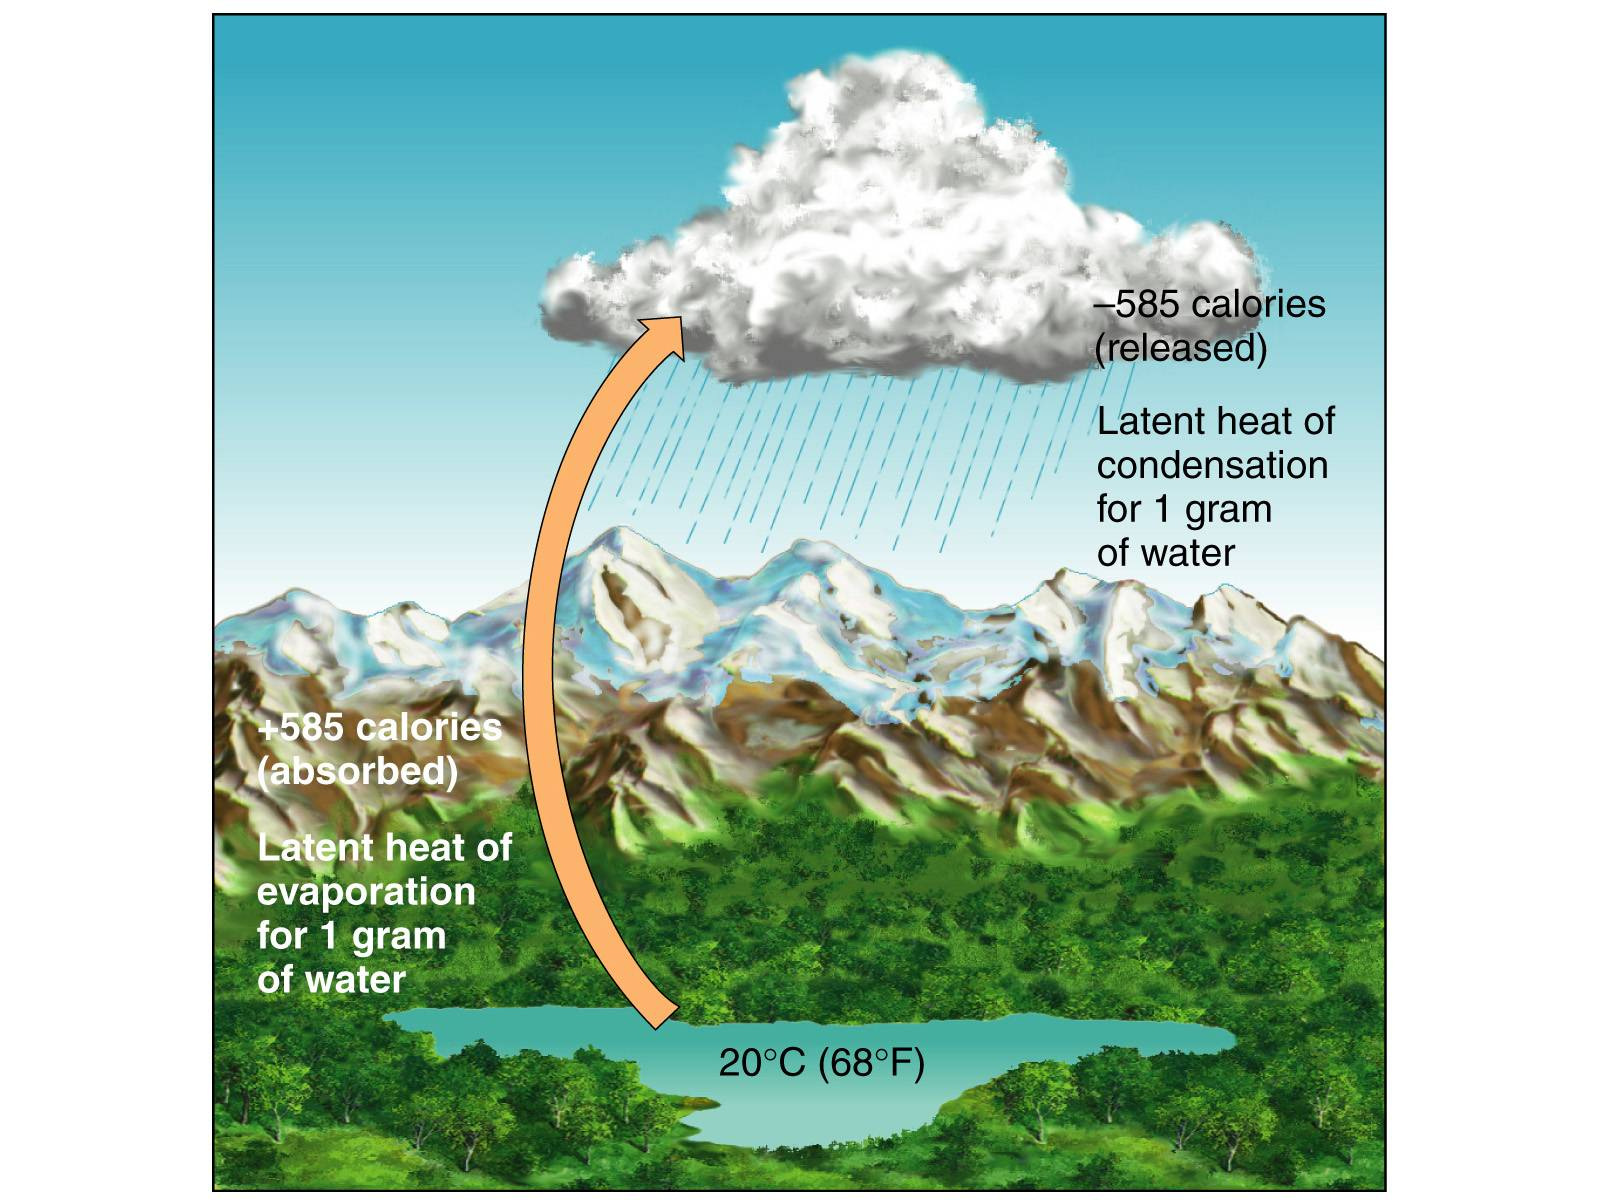 –585 calories
(released)
Latent heat of
condensation
for 1 gram
of water
+585 calories
(absorbed)
Latent heat of
evaporation
for 1 gram
of water
20°C (68°F)